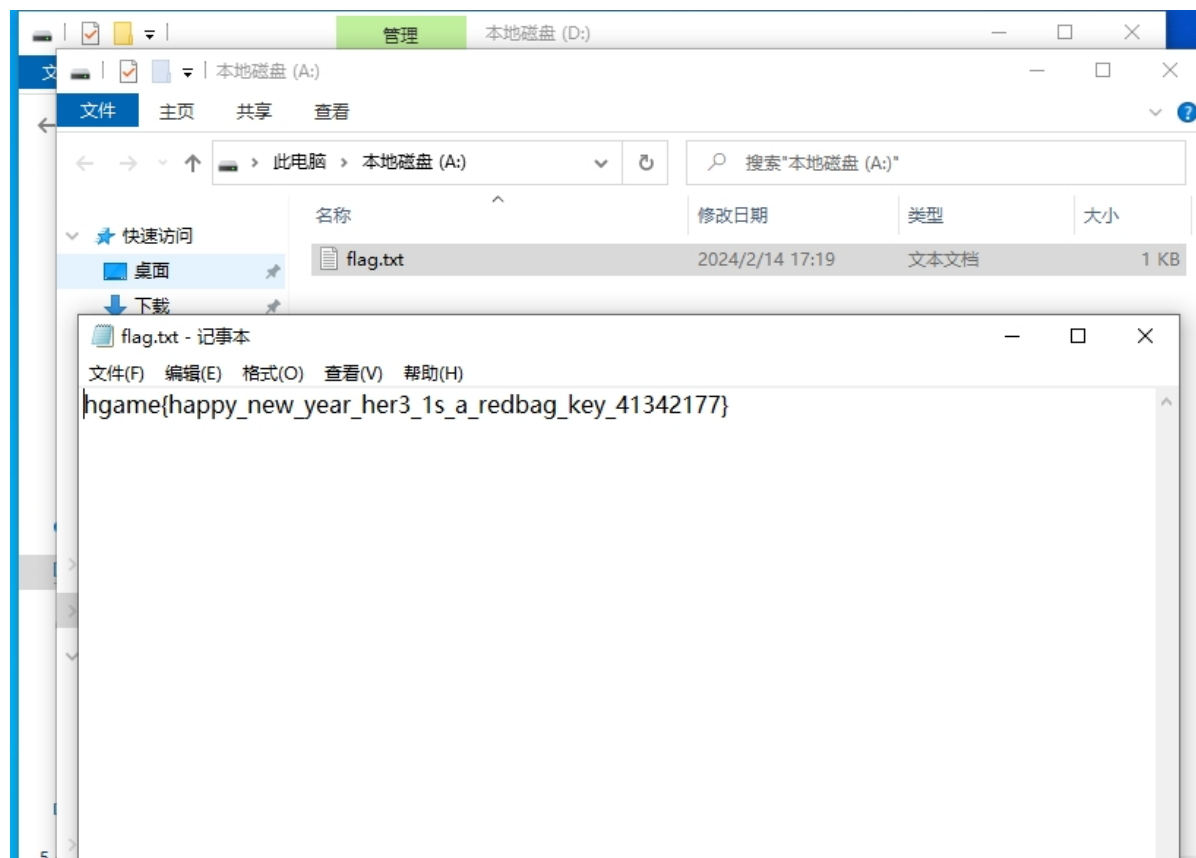 管理 本地磁盘 (D:)
文 本地磁盘 (A:)
文件 主页 共享 查看
此电脑 本地磁盘 (A:) 搜索"本地磁盘 (A:)"
名称 修改日期 类型 大小
快速访问
flag.txt 2024/2/14 17:19 文本文档 1 KB
桌面
下载
flag.txt - 记事本
文件(F) 编辑(E) 格式(O) 查看(V) 帮助(H)
hgame{happy_new_year_her3_1s_a_redbag_key_41342177}